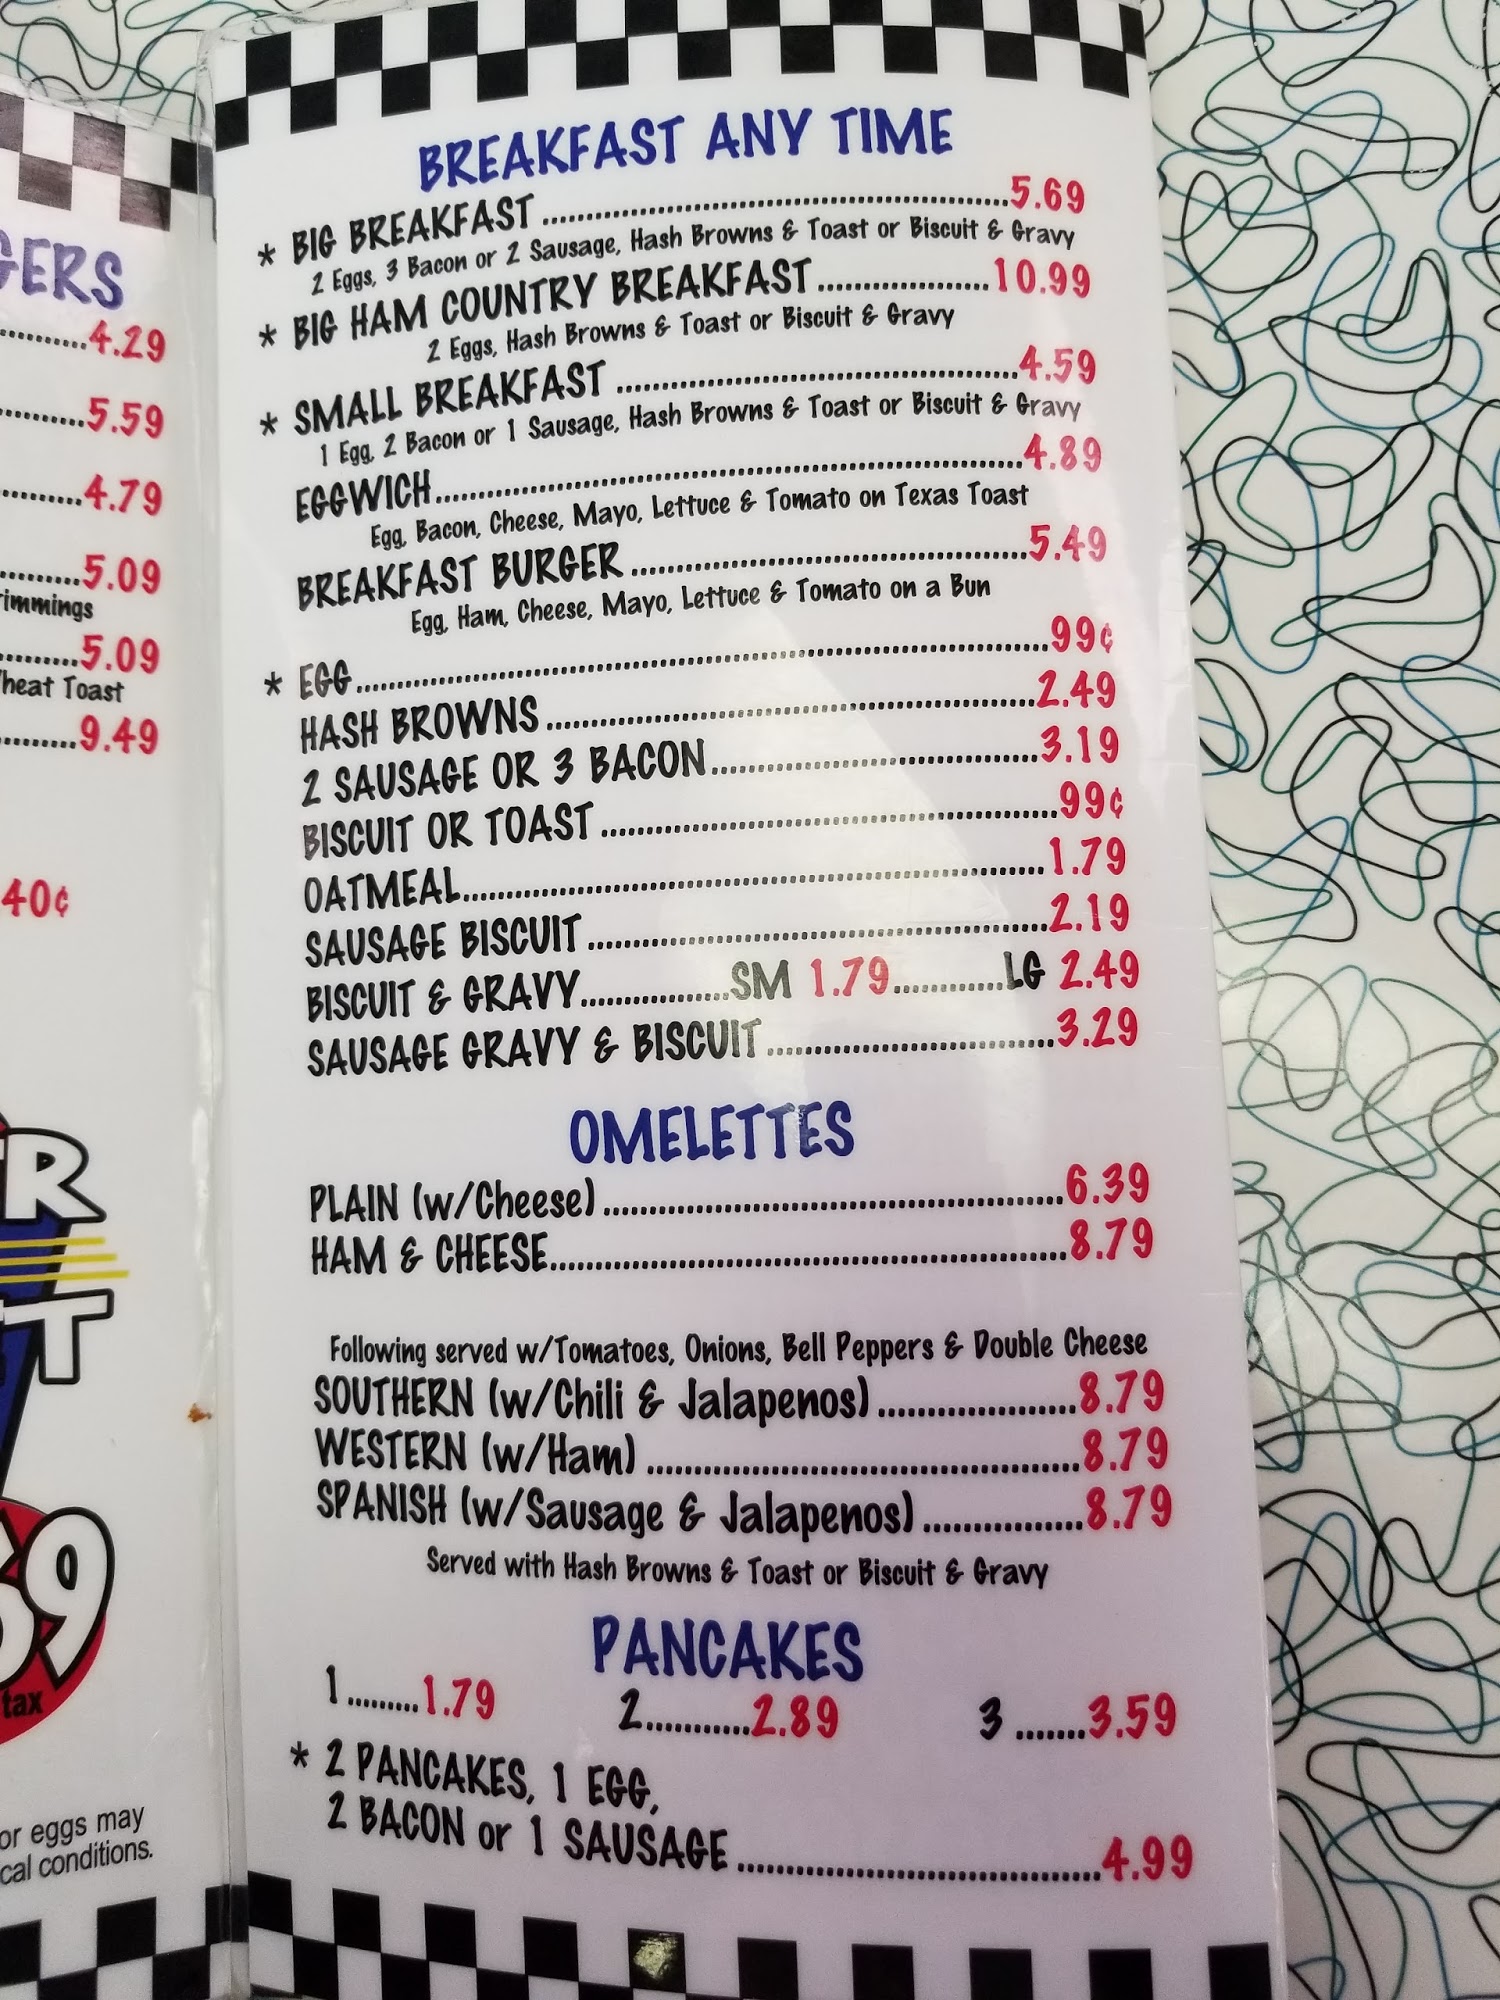 GERS
4.29
5.59
4.79
5.09
5.09
heat Toast
9.49
40¢
R
T
69
tax
or eggs may
cal conditions.
BREAKFAST ANY TIME
* BIG BREAKFAST 5.69
2 Eggs, 3 Bacon or 2 Sausage, Hash Browns & Toast or Biscuit & Gravy
* BIG HAM COUNTRY BREAKFAST 10.99
2 Eggs, Hash Browns & Toast or Biscuit & Gravy
* SMALL BREAKFAST 4.59
1 Egg, 2 Bacon or 1 Sausage, Hash Browns & Toast or Biscuit & Gravy
EGGWICH 4.89
Egg, Bacon, Cheese, Mayo, Lettuce & Tomato on Texas Toast
BREAKFAST BURGER 5.49
Egg, Ham, Cheese, Mayo, Lettuce & Tomato on a Bun
* EGG 99¢
HASH BROWNS 2.49
2 SAUSAGE OR 3 BACON 3.19
BISCUIT OR TOAST 99¢
OATMEAL 1.79
SAUSAGE BISCUIT 2.19
BISCUIT & GRAVY SM 1.79 LG 2.49
SAUSAGE GRAVY & BISCUIT 3.29
OMELETTES
PLAIN (w/Cheese) 6.39
HAM & CHEESE 8.79
Following served w/Tomatoes, Onions, Bell Peppers & Double Cheese
SOUTHERN (w/Chili & Jalapenos) 8.79
WESTERN (w/Ham) 8.79
SPANISH (w/Sausage & Jalapenos) 8.79
Served with Hash Browns & Toast or Biscuit & Gravy
PANCAKES
1 1.79 2 2.89 3 3.59
* 2 PANCAKES, 1 EGG,
2 BACON or 1 SAUSAGE 4.99